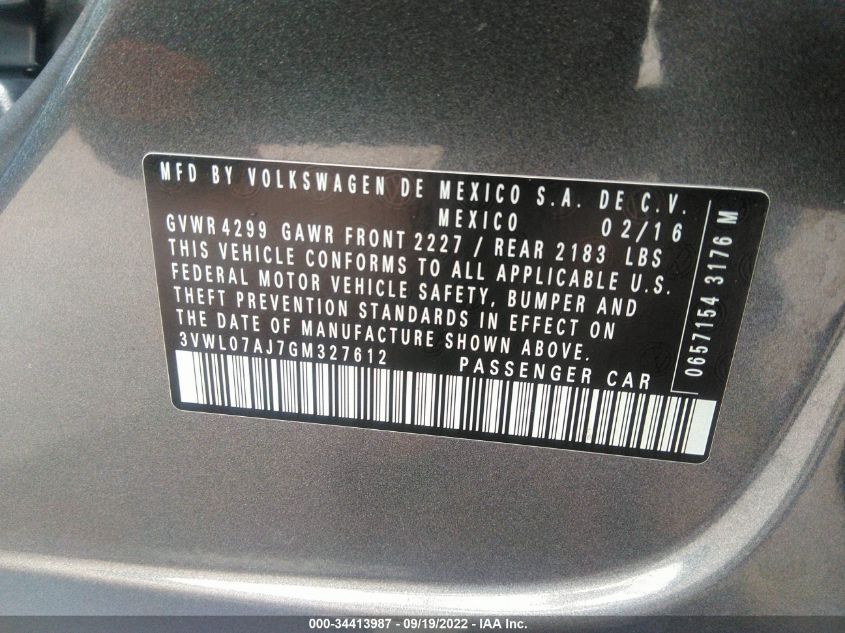 MFD BY VOLKSWAGEN DE MEXICO S.A. DE C.V.
MEXICO 02/16
GVWR 4299 GAWR FRONT 2227 / REAR 2183 LBS
THIS VEHICLE CONFORMS TO ALL APPLICABLE U.S.
FEDERAL MOTOR VEHICLE SAFETY, BUMPER AND
THEFT PREVENTION STANDARDS IN EFFECT ON
THE DATE OF MANUFACTURE SHOWN ABOVE.
3VWL07AJ7GM327612 PASSENGER CAR
0657154 3176 M
000-34413987 - 09/19/2022 - IAA Inc.